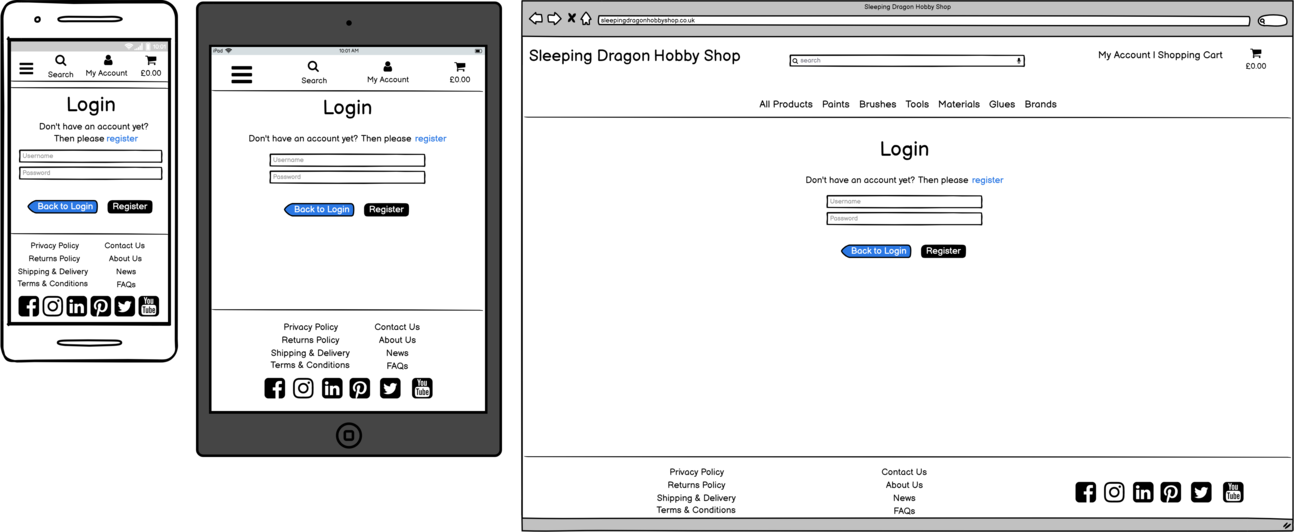 10:01
Search
My Account
£0.00
Login
Don't have an account yet?
Then please register
Username
Password
Back to Login
Register
Privacy Policy
Contact Us
Returns Policy
About Us
Shipping & Delivery
News
Terms & Conditions
FAQs
You
Tube
iPad
10:01 AM
Search
My Account
£0.00
Login
Don't have an account yet? Then please register
Username
Password
Back to Login
Register
Privacy Policy
Contact Us
Returns Policy
About Us
Shipping & Delivery
News
Terms & Conditions
FAQs
You
Tube
Sleeping Dragon Hobby Shop
sleepingdragonhobbyshop.co.uk
Sleeping Dragon Hobby Shop
search
My Account | Shopping Cart
£0.00
All Products Paints Brushes Tools Materials Glues Brands
Login
Don't have an account yet? Then please register
Username
Password
Back to Login
Register
Privacy Policy
Contact Us
Returns Policy
About Us
Shipping & Delivery
News
Terms & Conditions
FAQs
You
Tube